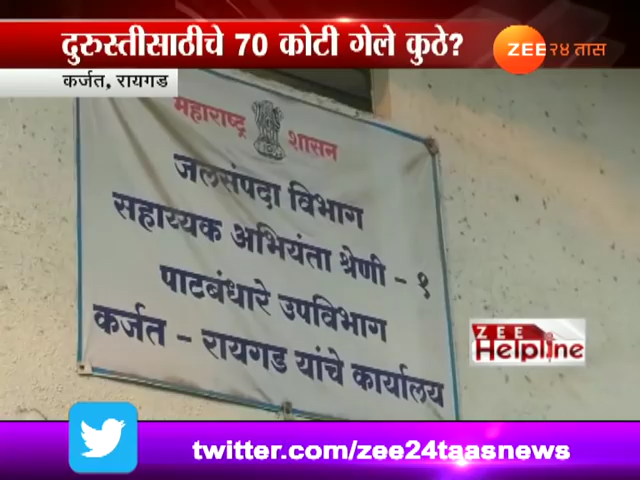 दुरुस्तीसाठीचे 70 कोटी गेले कुठे?
ZEE २४ तास
कर्जत, रायगड
महाराष्ट्र शासन
जलसंपदा विभाग
सहाय्यक अभियंता श्रेणी - १
पाटबंधारे उपविभाग
कर्जत - रायगड यांचे कार्यालय
ZEE
Helpline
twitter.com/zee24taasnews